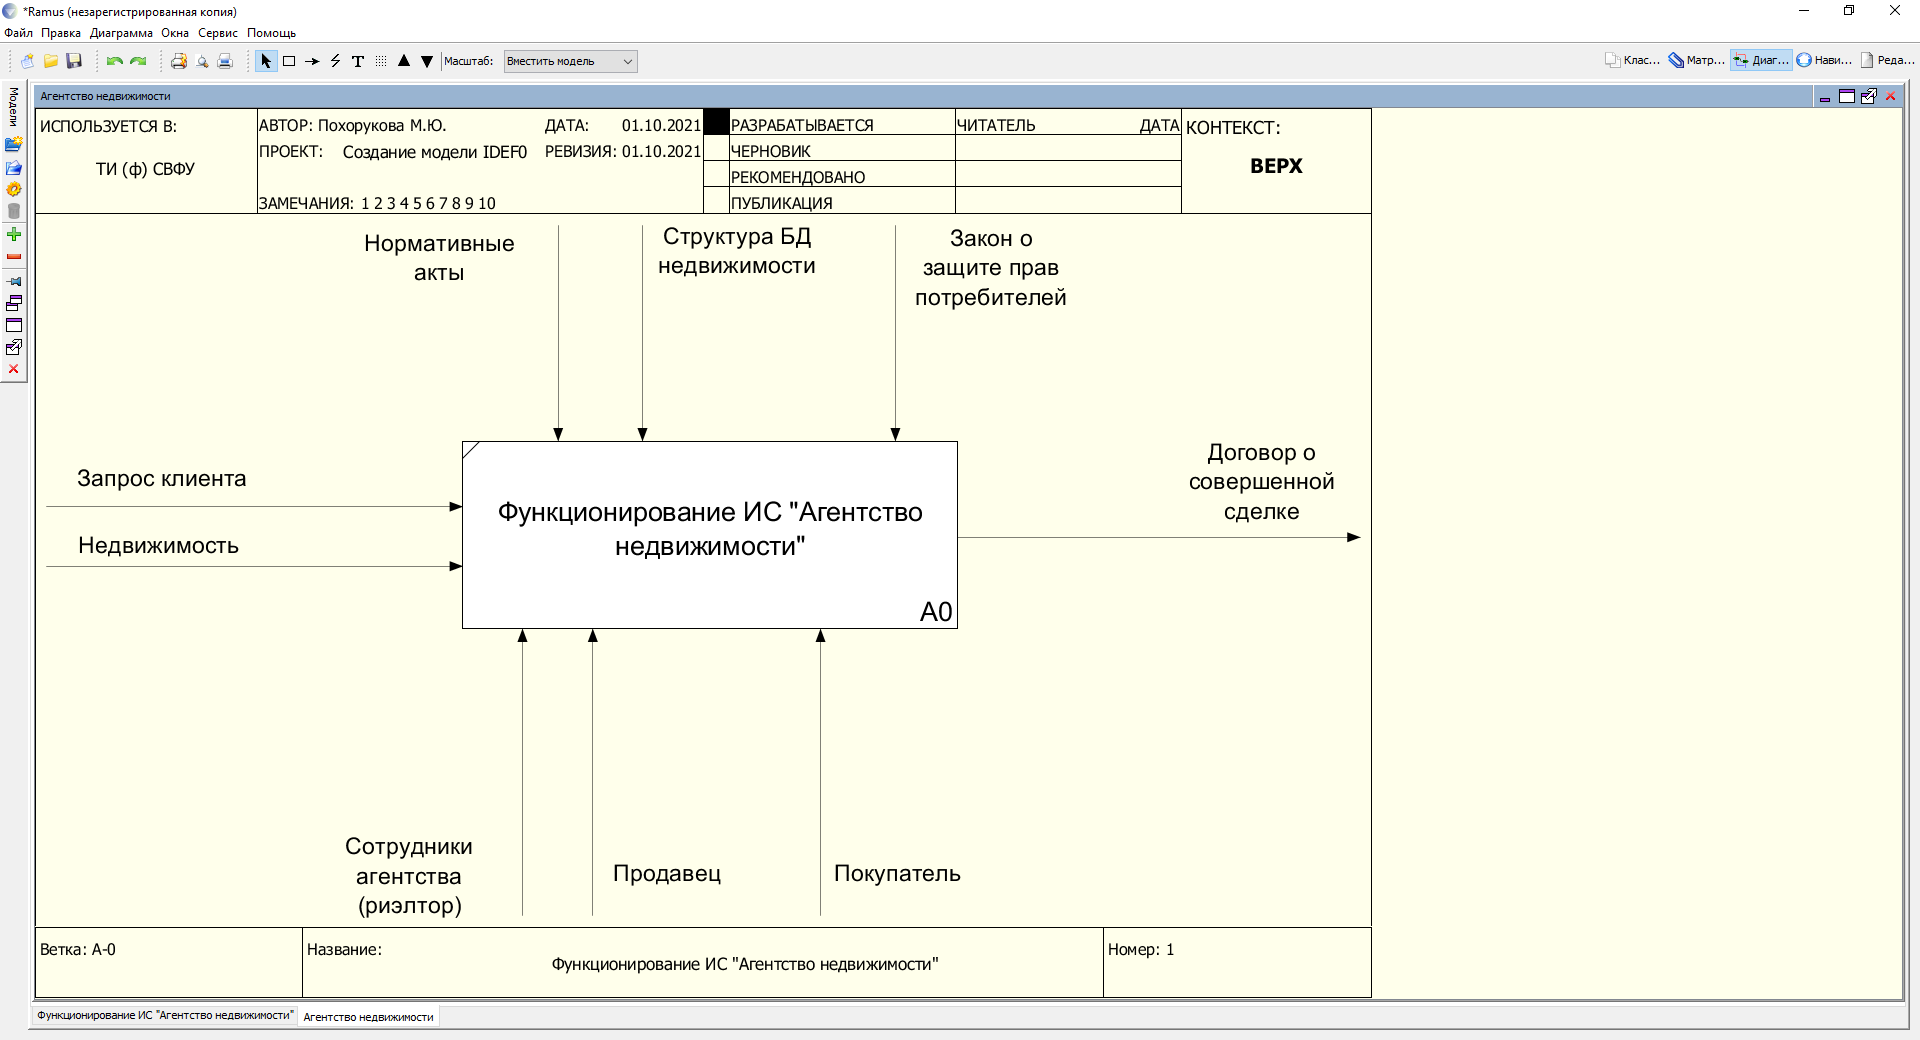 *Ramus (незарегистрированная копия)
Файл Правка Диаграмма Окна Сервис Помощь
Масштаб: Вместить модель Клас... Матр... Диаг... Нави... Реда...
Модели
Агентство недвижимости
ИСПОЛЬЗУЕТСЯ В:
ТИ (ф) СВФУ
АВТОР: Похорукова М.Ю. ДАТА: 01.10.2021
ПРОЕКТ: Создание модели IDEF0 РЕВИЗИЯ: 01.10.2021
ЗАМЕЧАНИЯ: 1 2 3 4 5 6 7 8 9 10
РАЗРАБАТЫВАЕТСЯ
ЧЕРНОВИК
РЕКОМЕНДОВАНО
ПУБЛИКАЦИЯ
ЧИТАТЕЛЬ ДАТА
КОНТЕКСТ:
ВЕРХ
Нормативные
акты
Структура БД
недвижимости
Закон о
защите прав
потребителей
Запрос клиента
Недвижимость
Функционирование ИС "Агентство
недвижимости"
A0
Договор о
совершенной
сделке
Сотрудники
агентства
(риэлтор)
Продавец
Покупатель
Ветка: A-0
Название:
Функционирование ИС "Агентство недвижимости"
Номер: 1
Функционирование ИС "Агентство недвижимости" Агентство недвижимости